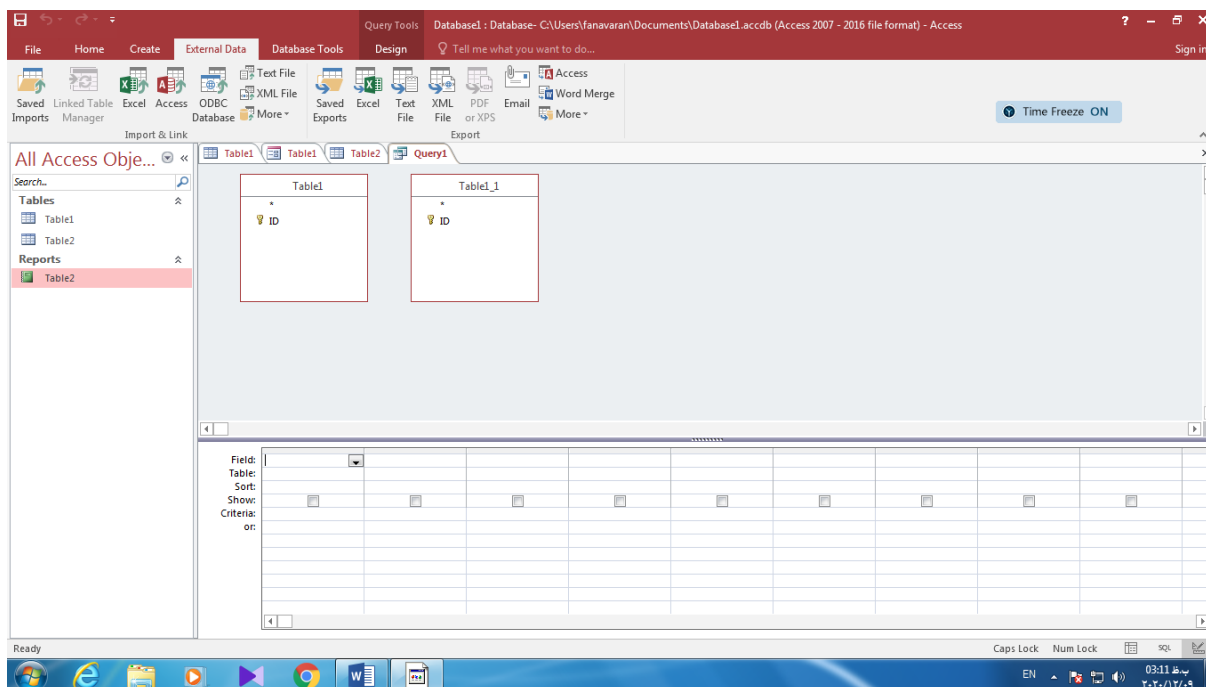 Query Tools Database1 : Database- C:\Users\fanavaran\Documents\Database1.accdb (Access 2007 - 2016 file format) - Access ?
File Home Create External Data Database Tools Design Tell me what you want to do... Sign in
Saved Imports
Linked Table Manager
Excel
Access
ODBC Database
Text File
XML File
More
Saved Exports
Excel
Text File
XML File
PDF or XPS
Email
Access
Word Merge
More
Time Freeze ON
Import & Link
Export
All Access Obje...
Search...
Tables
Table1
Table2
Reports
Table2
Table1 Table1 Table2 Query1
Table1
*
ID
Table1_1
*
ID
Field:
Table:
Sort:
Show:
Criteria:
or:
Ready Caps Lock Num Lock SQL
EN 03:11 ب.ظ
۲۰۲۰/۱۲/۰۹